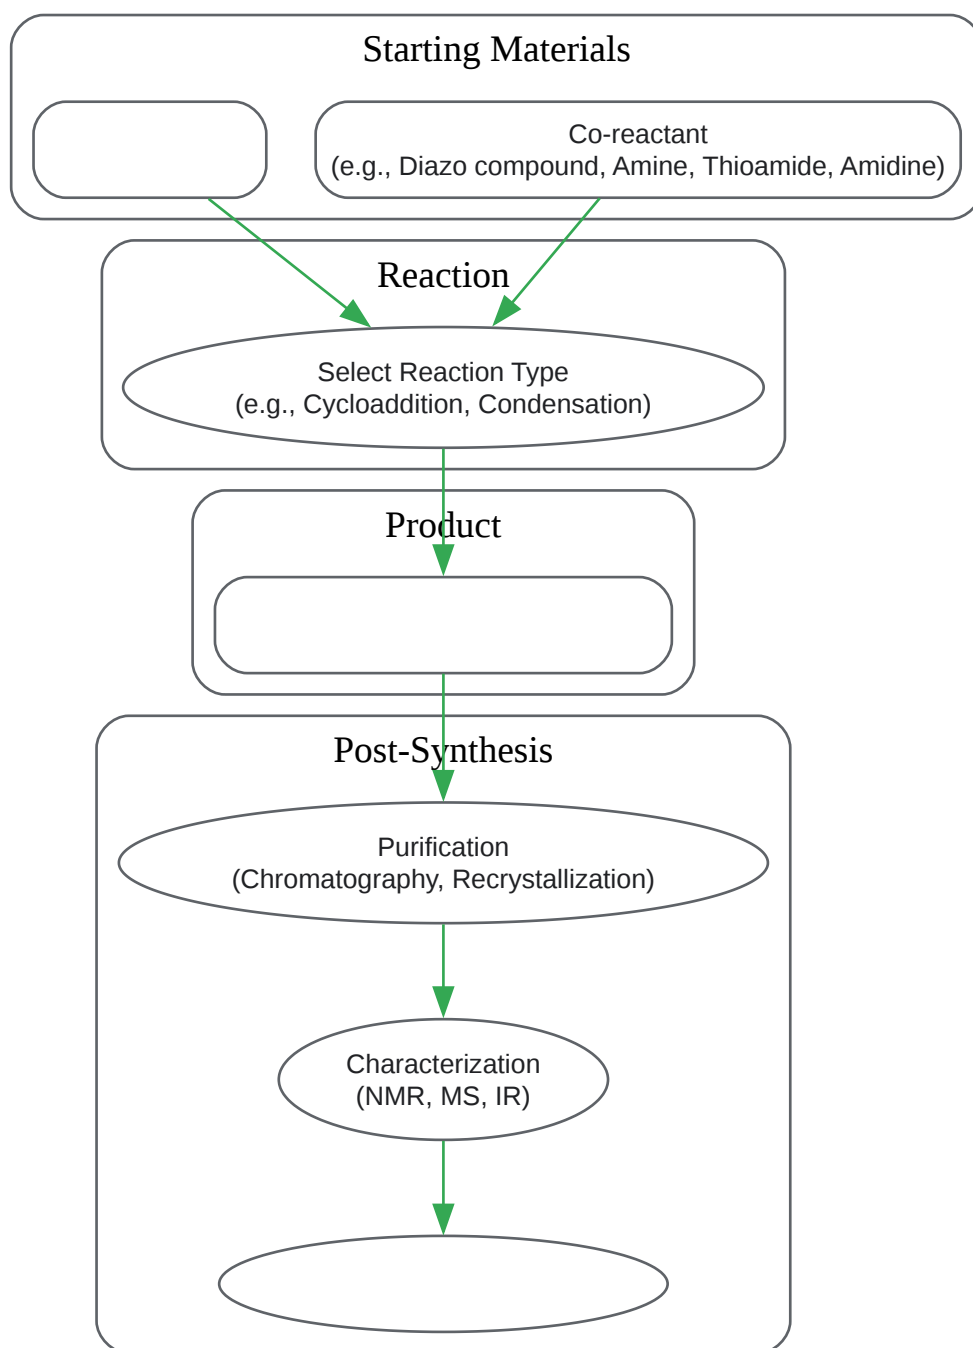 Starting Materials
Co-reactant
(e.g., Diazo compound, Amine, Thioamide, Amidine)
Reaction
Select Reaction Type
(e.g., Cycloaddition, Condensation)
Product
Post-Synthesis
Purification
(Chromatography, Recrystallization)
Characterization
(NMR, MS, IR)